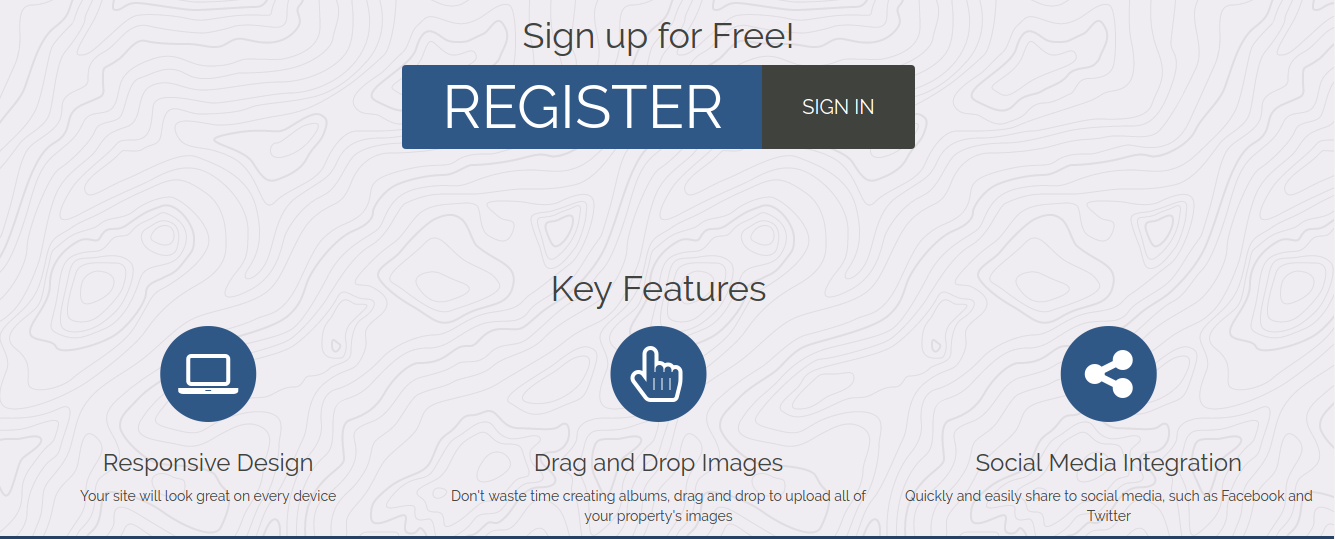 Sign up for Free!
REGISTER SIGN IN
Key Features
Responsive Design
Your site will look great on every device
Drag and Drop Images
Don't waste time creating albums, drag and drop to upload all of
your property's images
Social Media Integration
Quickly and easily share to social media, such as Facebook and
Twitter